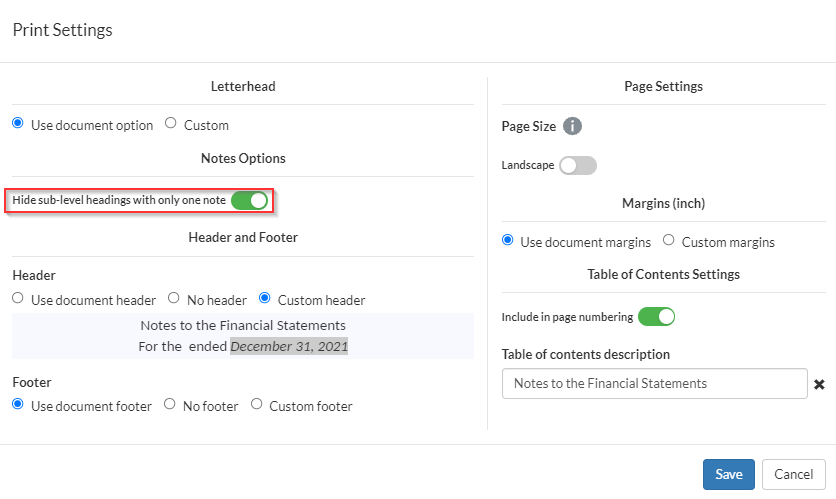 Print Settings
Letterhead
Use document option Custom
Notes Options
Hide sub-level headings with only one note
Header and Footer
Header
Use document header No header Custom header
Notes to the Financial Statements
For the ended December 31, 2021
Footer
Use document footer No footer Custom footer
Page Settings
Page Size i
Landscape
Margins (inch)
Use document margins Custom margins
Table of Contents Settings
Include in page numbering
Table of contents description
Notes to the Financial Statements
Save Cancel